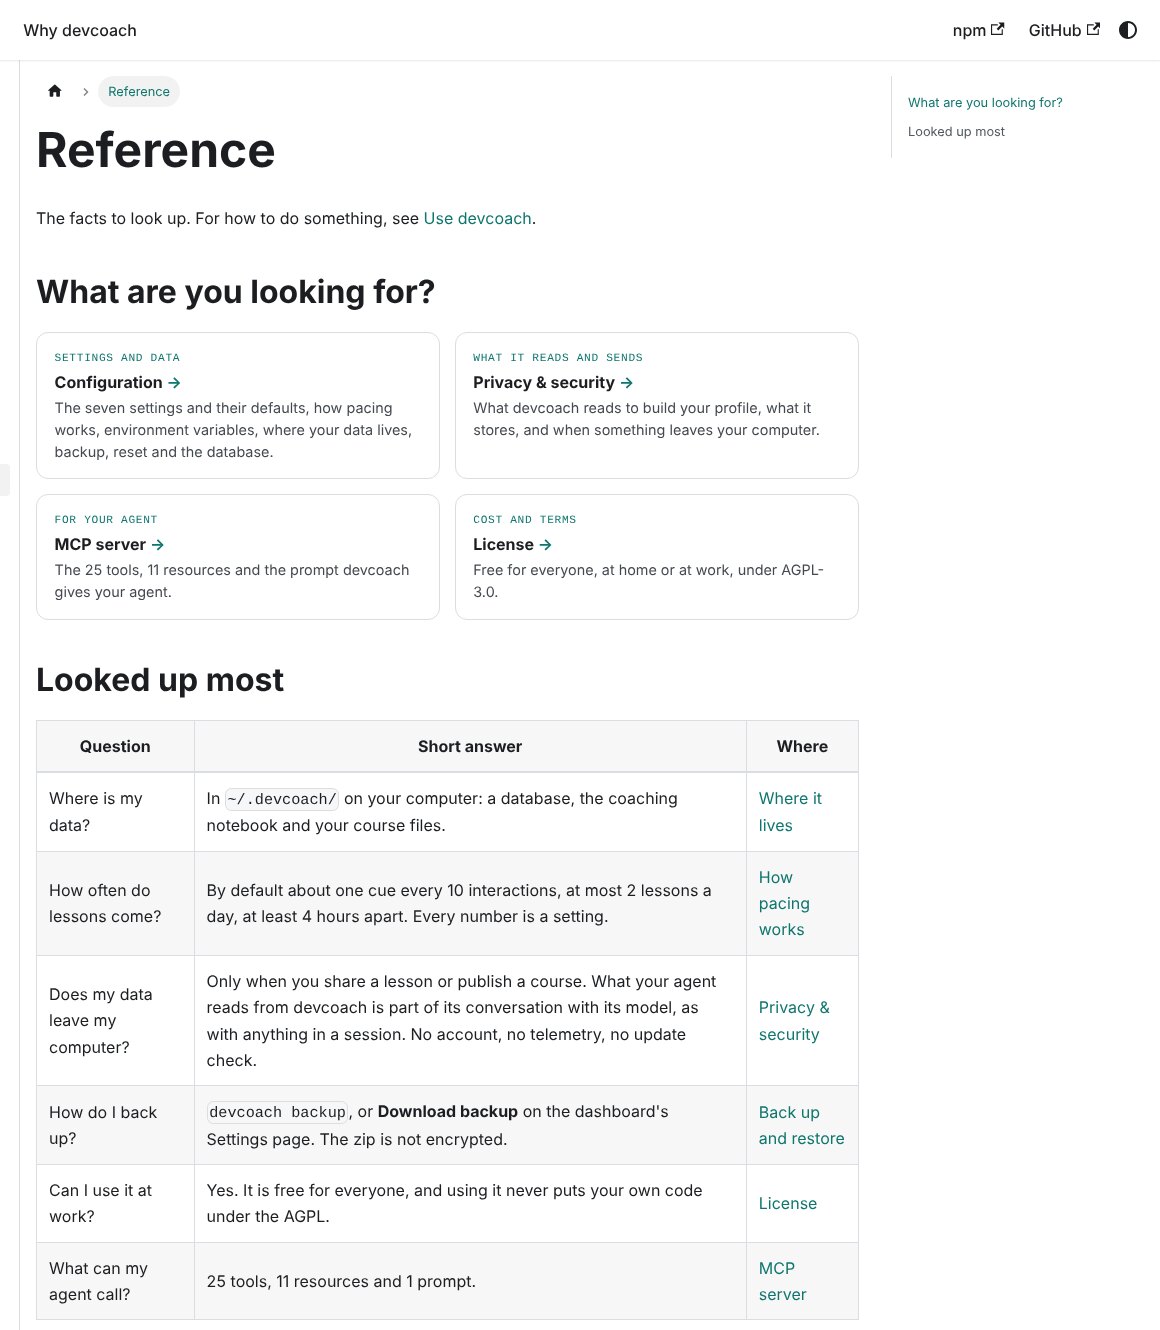 Why devcoach
npm
GitHub
Reference
What are you looking for?
Looked up most
Reference
The facts to look up. For how to do something, see Use devcoach.
What are you looking for?
SETTINGS AND DATA
Configuration →
The seven settings and their defaults, how pacing
works, environment variables, where your data lives,
backup, reset and the database.
WHAT IT READS AND SENDS
Privacy & security →
What devcoach reads to build your profile, what it
stores, and when something leaves your computer.
FOR YOUR AGENT
MCP server →
The 25 tools, 11 resources and the prompt devcoach
gives your agent.
COST AND TERMS
License →
Free for everyone, at home or at work, under AGPL-
3.0.
Looked up most
Question
Short answer
Where
Where is my
data?
In ~/.devcoach/ on your computer: a database, the coaching
notebook and your course files.
Where it
lives
How often do
lessons come?
By default about one cue every 10 interactions, at most 2 lessons a
day, at least 4 hours apart. Every number is a setting.
How
pacing
works
Does my data
leave my
computer?
Only when you share a lesson or publish a course. What your agent
reads from devcoach is part of its conversation with its model, as
with anything in a session. No account, no telemetry, no update
check.
Privacy &
security
How do I back
up?
devcoach backup, or Download backup on the dashboard's
Settings page. The zip is not encrypted.
Back up
and restore
Can I use it at
work?
Yes. It is free for everyone, and using it never puts your own code
under the AGPL.
License
What can my
agent call?
25 tools, 11 resources and 1 prompt.
MCP
server